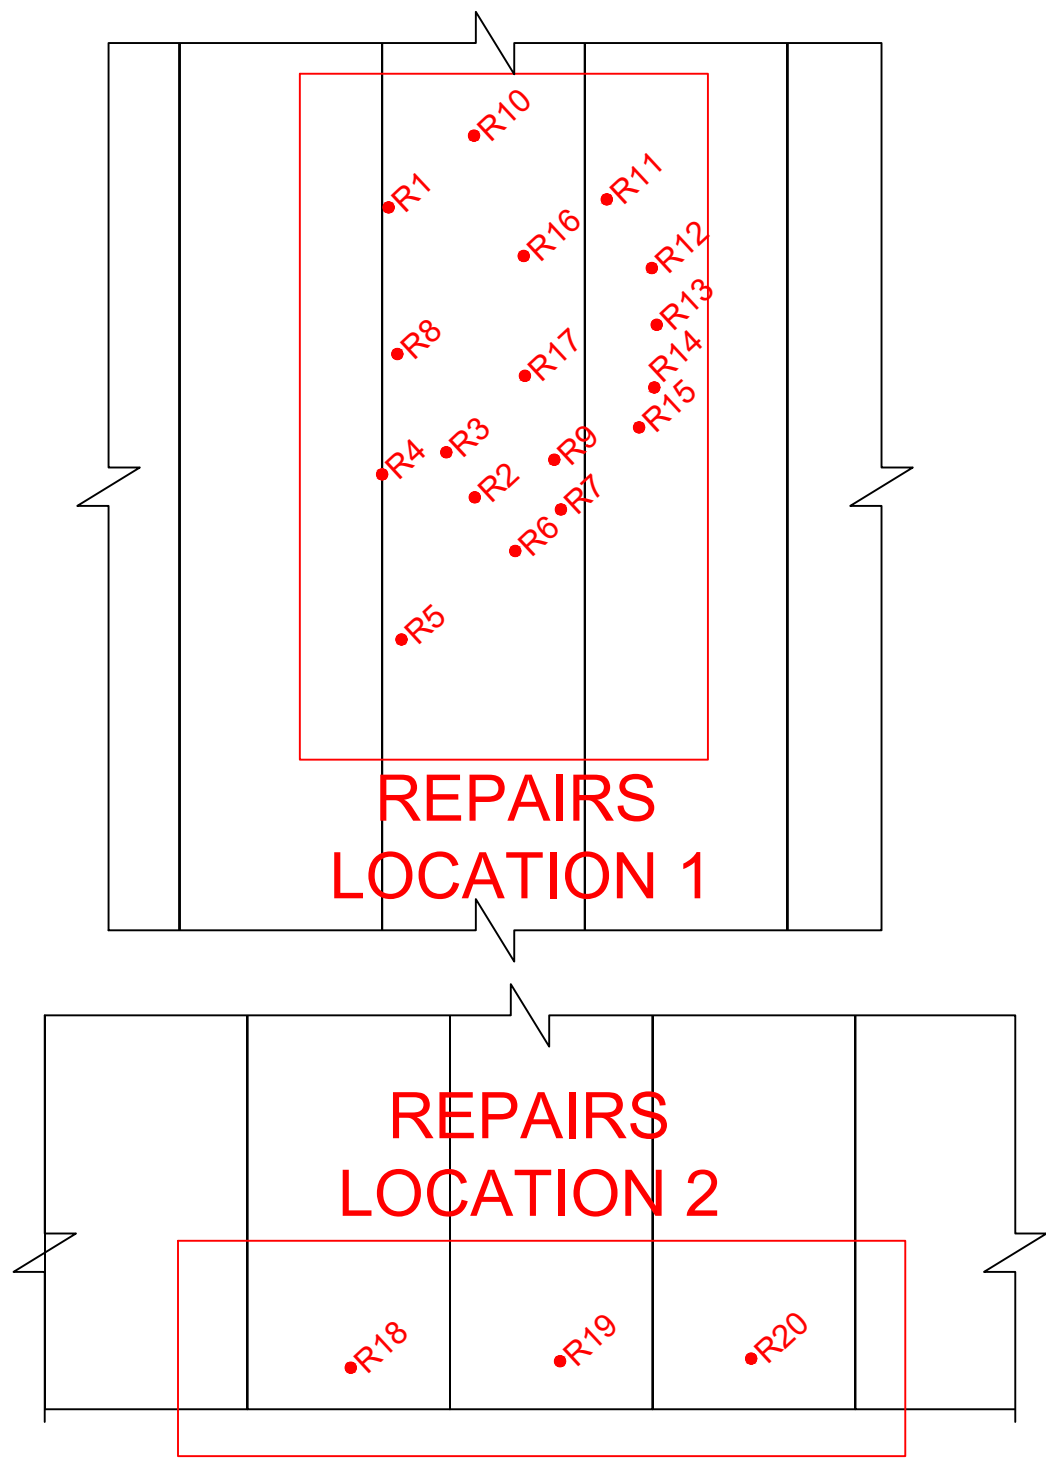 R10
R1
R11
R16
R12
R13
R8
R17
R14
R15
R3
R4
R9
R2
R7
R6
R5
REPAIRS
LOCATION 1
REPAIRS
LOCATION 2
R18
R19
R20